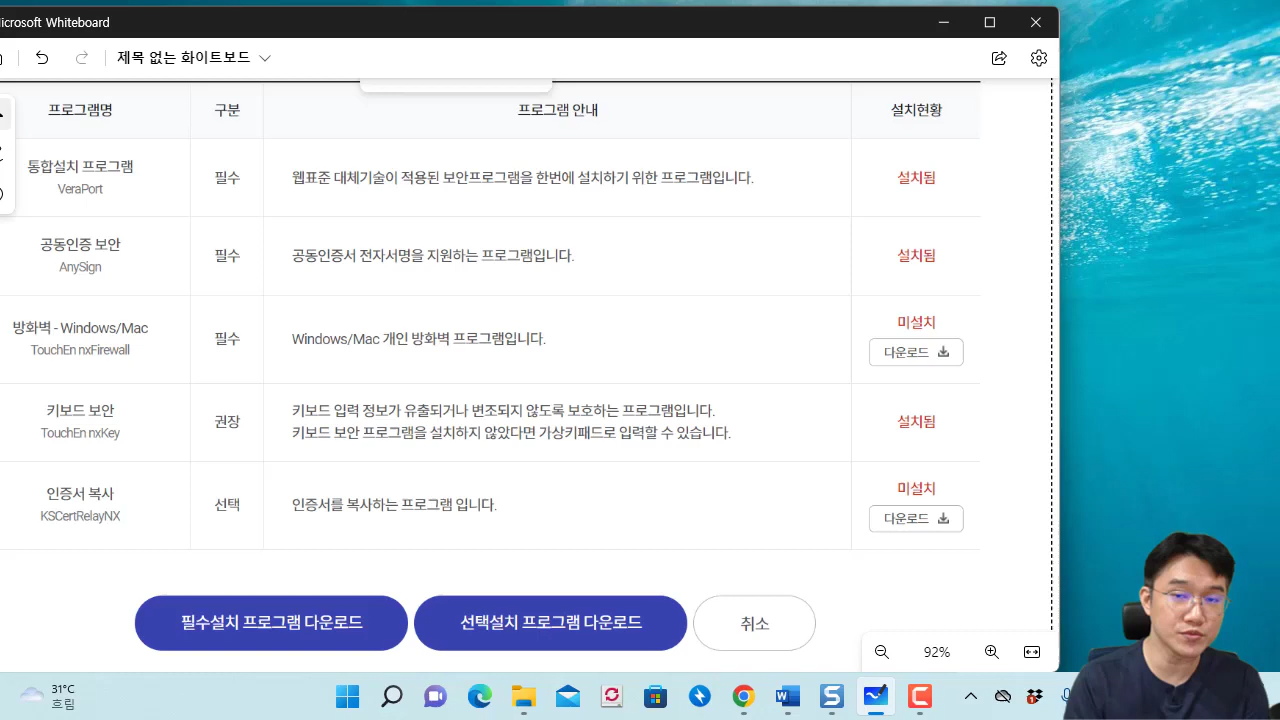 icrosoft Whiteboard
제목 없는 화이트보드
프로그램명 구분 프로그램 안내 설치현황
통합설치 프로그램
VeraPort
필수
웹표준 대체기술이 적용된 보안프로그램을 한번에 설치하기 위한 프로그램입니다.
설치됨
공동인증 보안
AnySign
필수
공동인증서 전자서명을 지원하는 프로그램입니다.
설치됨
방화벽 - Windows/Mac
TouchEn nxFirewall
필수
Windows/Mac 개인 방화벽 프로그램입니다.
미설치
다운로드
키보드 보안
TouchEn nxKey
권장
키보드 입력 정보가 유출되거나 변조되지 않도록 보호하는 프로그램입니다.
키보드 보안 프로그램을 설치하지 않았다면 가상키패드로 입력할 수 있습니다.
설치됨
인증서 복사
KSCertRelayNX
선택
인증서를 복사하는 프로그램 입니다.
미설치
다운로드
필수설치 프로그램 다운로드 선택설치 프로그램 다운로드 취소
92%
31°C
흐림